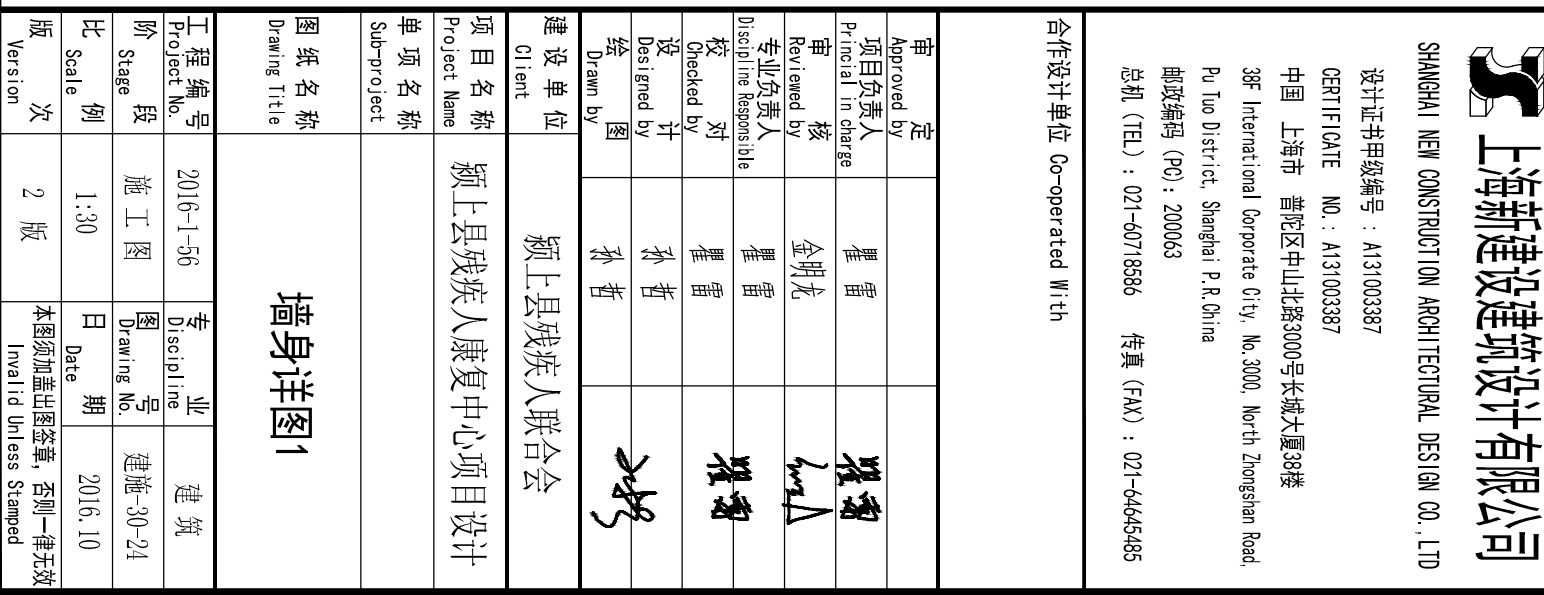 上海新建设建筑设计有限公司
SHANGHAI NEW CONSTRUCTION ARCHITECTURAL DESIGN CO., LTD
设计证书甲级编号：A131003387
CERTIFICATE NO.: A131003387
中国 上海市 普陀区中山北路3000号长城大厦38楼
38F International Corporate City, No.3000, North Zhongshan Road,
Pu Tuo District, Shanghai P.R.China
邮政编码 (PC): 200063
总机 (TEL) : 021-60718586 传真 (FAX) : 021-64645485
合作设计单位 Co-operated With
审定
Approved by
项目负责人 瞿雷 瞿雷
Princial in charge
审核 金明龙
Reviewed by
专业负责人 瞿雷 瞿雷
Discipline Responsible
校对 瞿雷
Checked by
设计 孙哲
Designed by
绘图 孙哲
Drawn by
建设单位 颍上县残疾人联合会
Client
项目名称 颍上县残疾人康复中心项目设计
Project Name
单项名称
Sub-project
图纸名称 墙身详图1
Drawing Title
工程编号 2016-1-56 专业 建筑
Project No. Discipline
阶段 施工图 图号 建施-30-24
Stage Drawing No.
比例 1:30 日期 2016.10
Scale Date
版次 2 版 本图须加盖出图签章, 否则一律无效
Version Invalid Unless Stamped